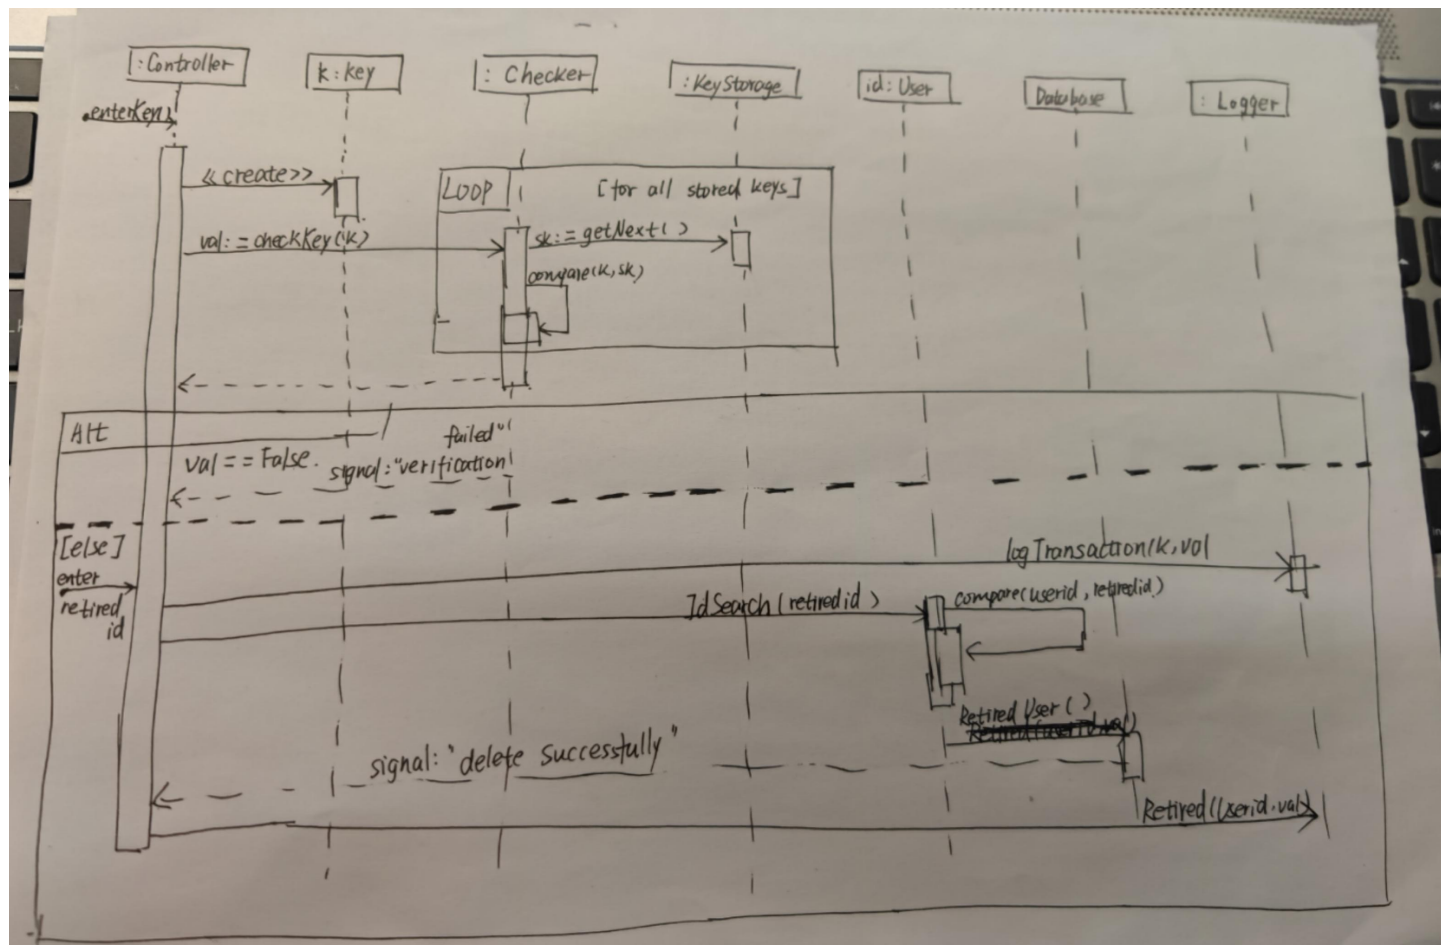 :Controller
k:key
: Checker
:KeyStorage
id:User
Database
: Logger
enterKey()
<<create>>
LOOP
[for all stored keys]
val:=checkKey(k)
sk:=getNext()
compare(k,sk)
Alt
failed"
val==False.
signal:"verification
[else]
enter
retired
id
logTransaction(k,val
IdSearch(retiredid)
compare(userid,retiredid)
Retired User()
signal:"delete successfully"
Retired(Userid.val)